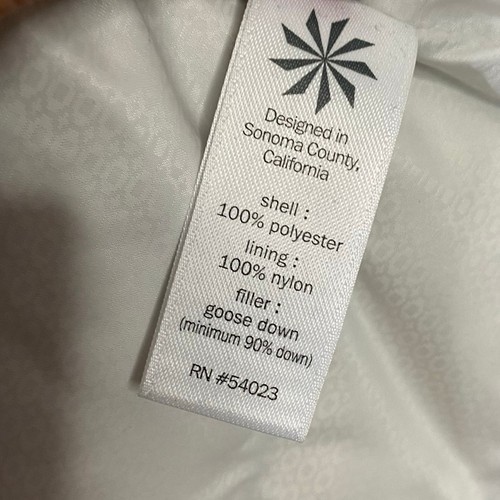 Designed in
Sonoma County,
California
shell :
100% polyester
lining :
100% nylon
filler :
goose down
(minimum 90% down)
RN #54023